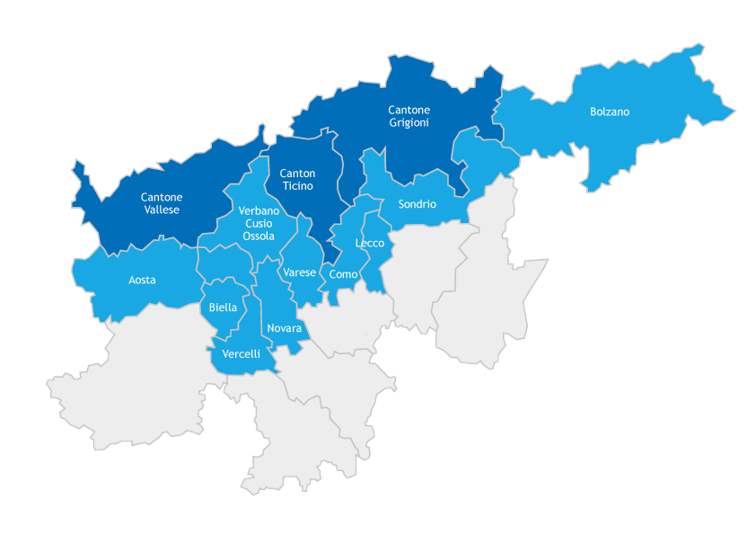 Cantone
Grigioni
Bolzano
Canton
Ticino
Cantone
Vallese
Sondrio
Verbano
Cusio
Ossola
Lecco
Varese
Como
Aosta
Biella
Novara
Vercelli